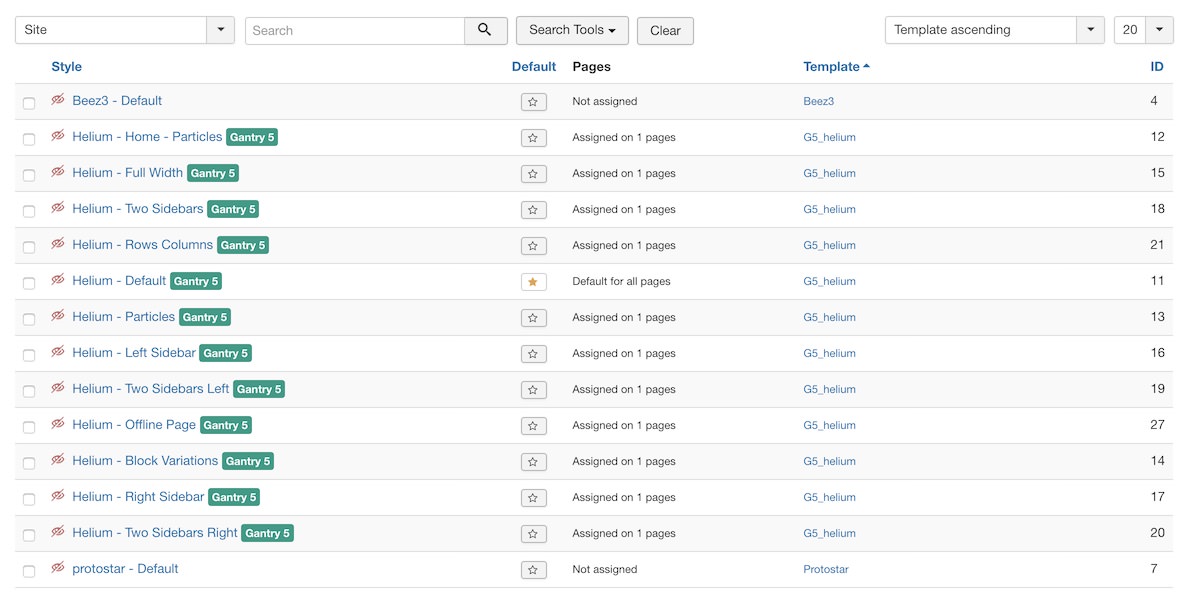 Site Search Search Tools Clear Template ascending 20
Style Default Pages Template ID
Beez3 - Default Not assigned Beez3 4
Helium - Home - Particles Gantry 5 Assigned on 1 pages G5_helium 12
Helium - Full Width Gantry 5 Assigned on 1 pages G5_helium 15
Helium - Two Sidebars Gantry 5 Assigned on 1 pages G5_helium 18
Helium - Rows Columns Gantry 5 Assigned on 1 pages G5_helium 21
Helium - Default Gantry 5 Default for all pages G5_helium 11
Helium - Particles Gantry 5 Assigned on 1 pages G5_helium 13
Helium - Left Sidebar Gantry 5 Assigned on 1 pages G5_helium 16
Helium - Two Sidebars Left Gantry 5 Assigned on 1 pages G5_helium 19
Helium - Offline Page Gantry 5 Assigned on 1 pages G5_helium 27
Helium - Block Variations Gantry 5 Assigned on 1 pages G5_helium 14
Helium - Right Sidebar Gantry 5 Assigned on 1 pages G5_helium 17
Helium - Two Sidebars Right Gantry 5 Assigned on 1 pages G5_helium 20
protostar - Default Not assigned Protostar 7